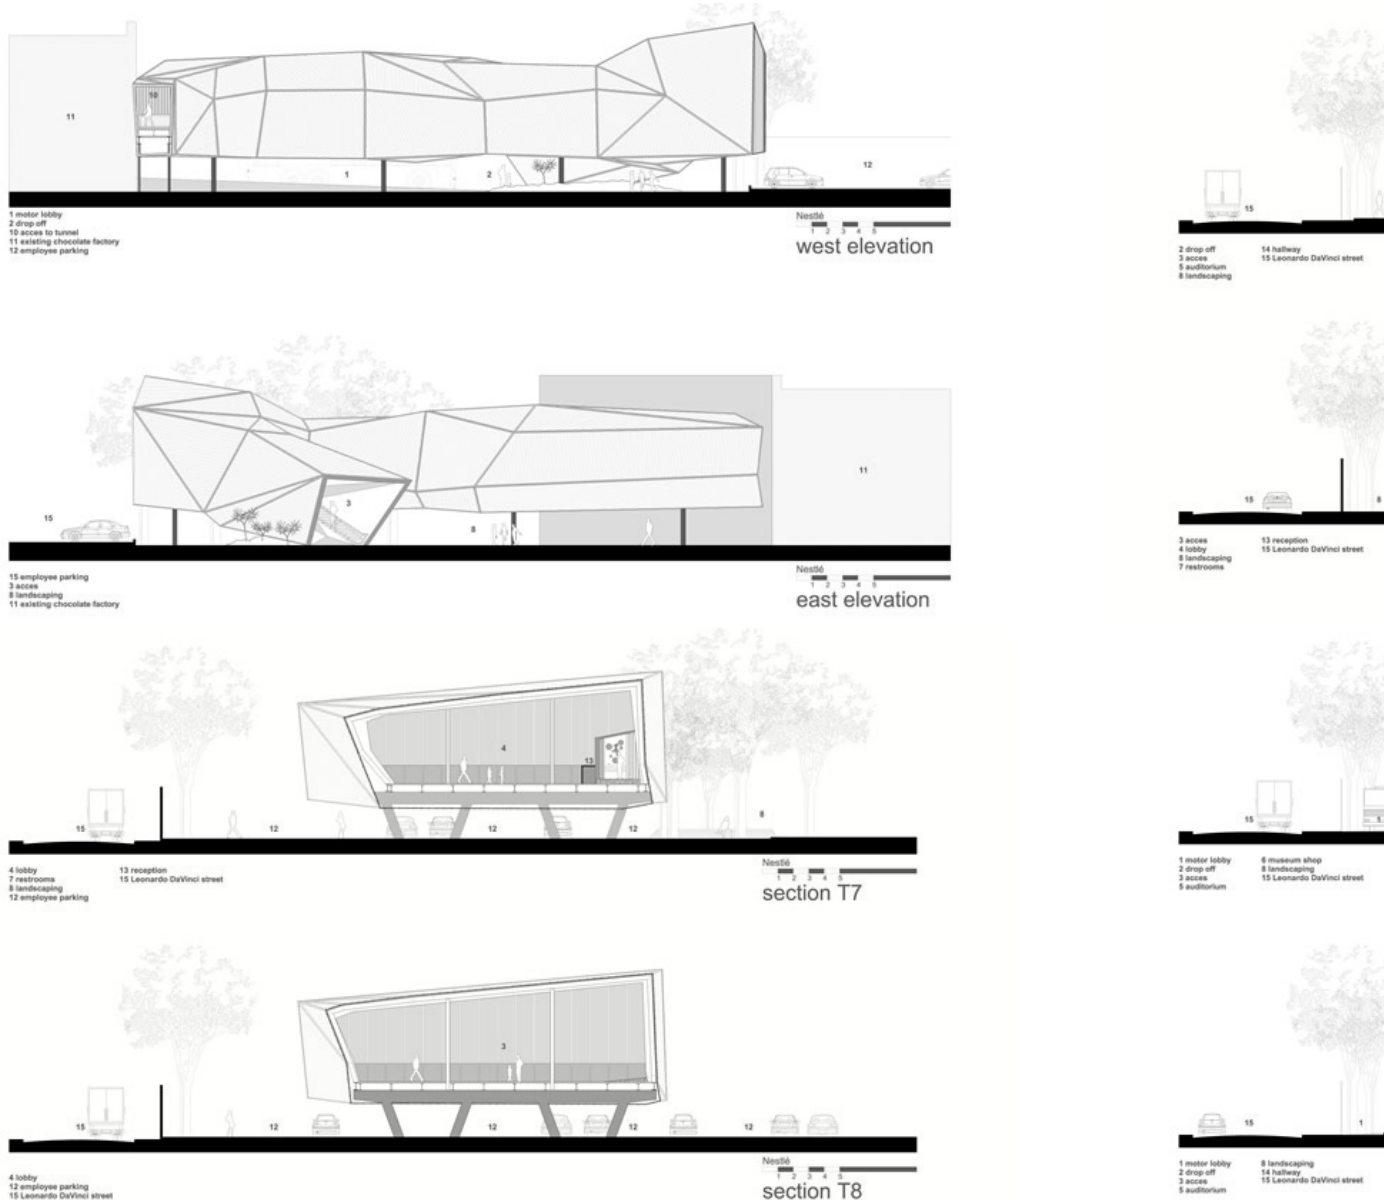 10
11
1
2
12
1 motor lobby
2 drop off
10 acces to tunnel
11 existing chocolate factory
12 employee parking
Nestlé
1 2 3 4 5
west elevation
15
3
8
11
15 employee parking
3 acces
8 landscaping
11 existing chocolate factory
Nestlé
1 2 3 4 5
east elevation
4
13
15
12
12
12
8
4 lobby
7 restrooms
8 landscaping
12 employee parking
13 reception
15 Leonardo DaVinci street
Nestlé
1 2 3 4 5
section T7
3
15
12
12
12
12
4 lobby
12 employee parking
15 Leonardo DaVinci street
Nestlé
1 2 3 4 5
section T8
15
2 drop off
3 acces
5 auditorium
8 landscaping
14 hallway
15 Leonardo DaVinci street
15
8
3 acces
4 lobby
8 landscaping
7 restrooms
13 reception
15 Leonardo DaVinci street
15
1
1 motor lobby
2 drop off
3 acces
5 auditorium
6 museum shop
8 landscaping
15 Leonardo DaVinci street
15
1
1 motor lobby
2 drop off
3 acces
5 auditorium
8 landscaping
14 hallway
15 Leonardo DaVinci street